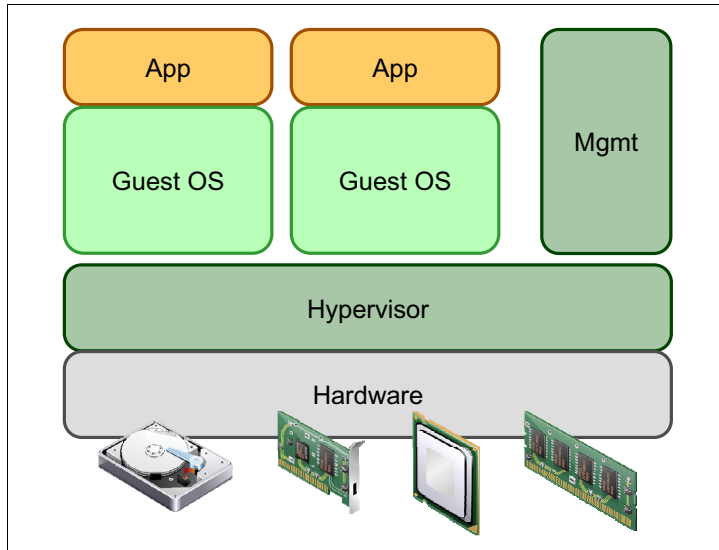 App
App
Guest OS
Guest OS
Mgmt
Hypervisor
Hardware